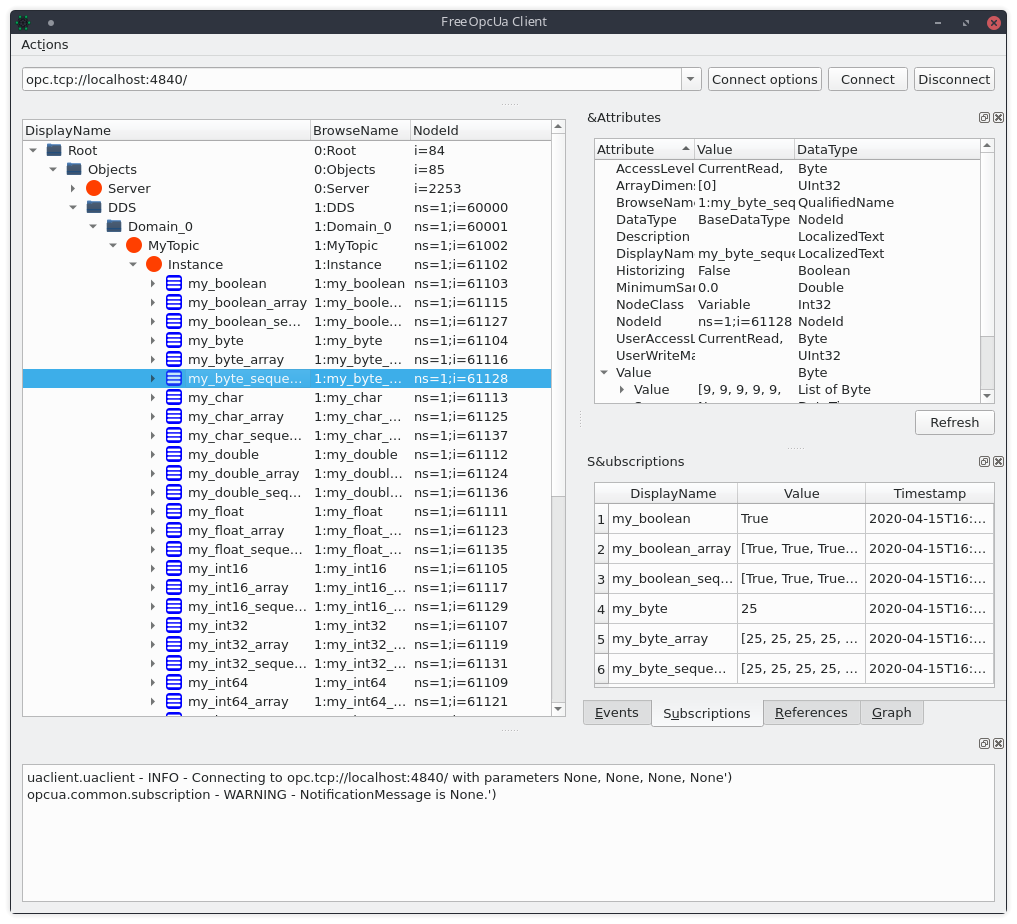 FreeOpcUa Client
Actions
opc.tcp://localhost:4840/
Connect options
Connect
Disconnect
DisplayName BrowseName NodeId
Root 0:Root i=84
Objects 0:Objects i=85
Server 0:Server i=2253
DDS 1:DDS ns=1;i=60000
Domain_0 1:Domain_0 ns=1;i=60001
MyTopic 1:MyTopic ns=1;i=61002
Instance 1:Instance ns=1;i=61102
my_boolean 1:my_boolean ns=1;i=61103
my_boolean_array 1:my_boole... ns=1;i=61115
my_boolean_se... 1:my_boole... ns=1;i=61127
my_byte 1:my_byte ns=1;i=61104
my_byte_array 1:my_byte_... ns=1;i=61116
my_byte_seque... 1:my_byte_... ns=1;i=61128
my_char 1:my_char ns=1;i=61113
my_char_array 1:my_char_... ns=1;i=61125
my_char_seque... 1:my_char_... ns=1;i=61137
my_double 1:my_double ns=1;i=61112
my_double_array 1:my_doubl... ns=1;i=61124
my_double_seq... 1:my_doubl... ns=1;i=61136
my_float 1:my_float ns=1;i=61111
my_float_array 1:my_float_... ns=1;i=61123
my_float_seque... 1:my_float_... ns=1;i=61135
my_int16 1:my_int16 ns=1;i=61105
my_int16_array 1:my_int16_... ns=1;i=61117
my_int16_seque... 1:my_int16_... ns=1;i=61129
my_int32 1:my_int32 ns=1;i=61107
my_int32_array 1:my_int32_... ns=1;i=61119
my_int32_seque... 1:my_int32_... ns=1;i=61131
my_int64 1:my_int64 ns=1;i=61109
my_int64_array 1:my_int64_... ns=1;i=61121
&Attributes
Attribute Value DataType
AccessLevel CurrentRead, Byte
ArrayDimen [0] UInt32
BrowseName 1:my_byte_seq QualifiedName
DataType BaseDataType NodeId
Description LocalizedText
DisplayNam my_byte_seque LocalizedText
Historizing False Boolean
MinimumSar 0.0 Double
NodeClass Variable Int32
NodeId ns=1;i=61128 NodeId
UserAccessL CurrentRead, Byte
UserWriteMa UInt32
Value Byte
Value [9, 9, 9, 9, 9, List of Byte
Refresh
S&ubscriptions
DisplayName Value Timestamp
1 my_boolean True 2020-04-15T16:...
2 my_boolean_array [True, True, True... 2020-04-15T16:...
3 my_boolean_seq... [True, True, True... 2020-04-15T16:...
4 my_byte 25 2020-04-15T16:...
5 my_byte_array [25, 25, 25, 25, ... 2020-04-15T16:...
6 my_byte_seque... [25, 25, 25, 25, ... 2020-04-15T16:...
Events Subscriptions References Graph
uaclient.uaclient - INFO - Connecting to opc.tcp://localhost:4840/ with parameters None, None, None, None')
opcua.common.subscription - WARNING - NotificationMessage is None.')